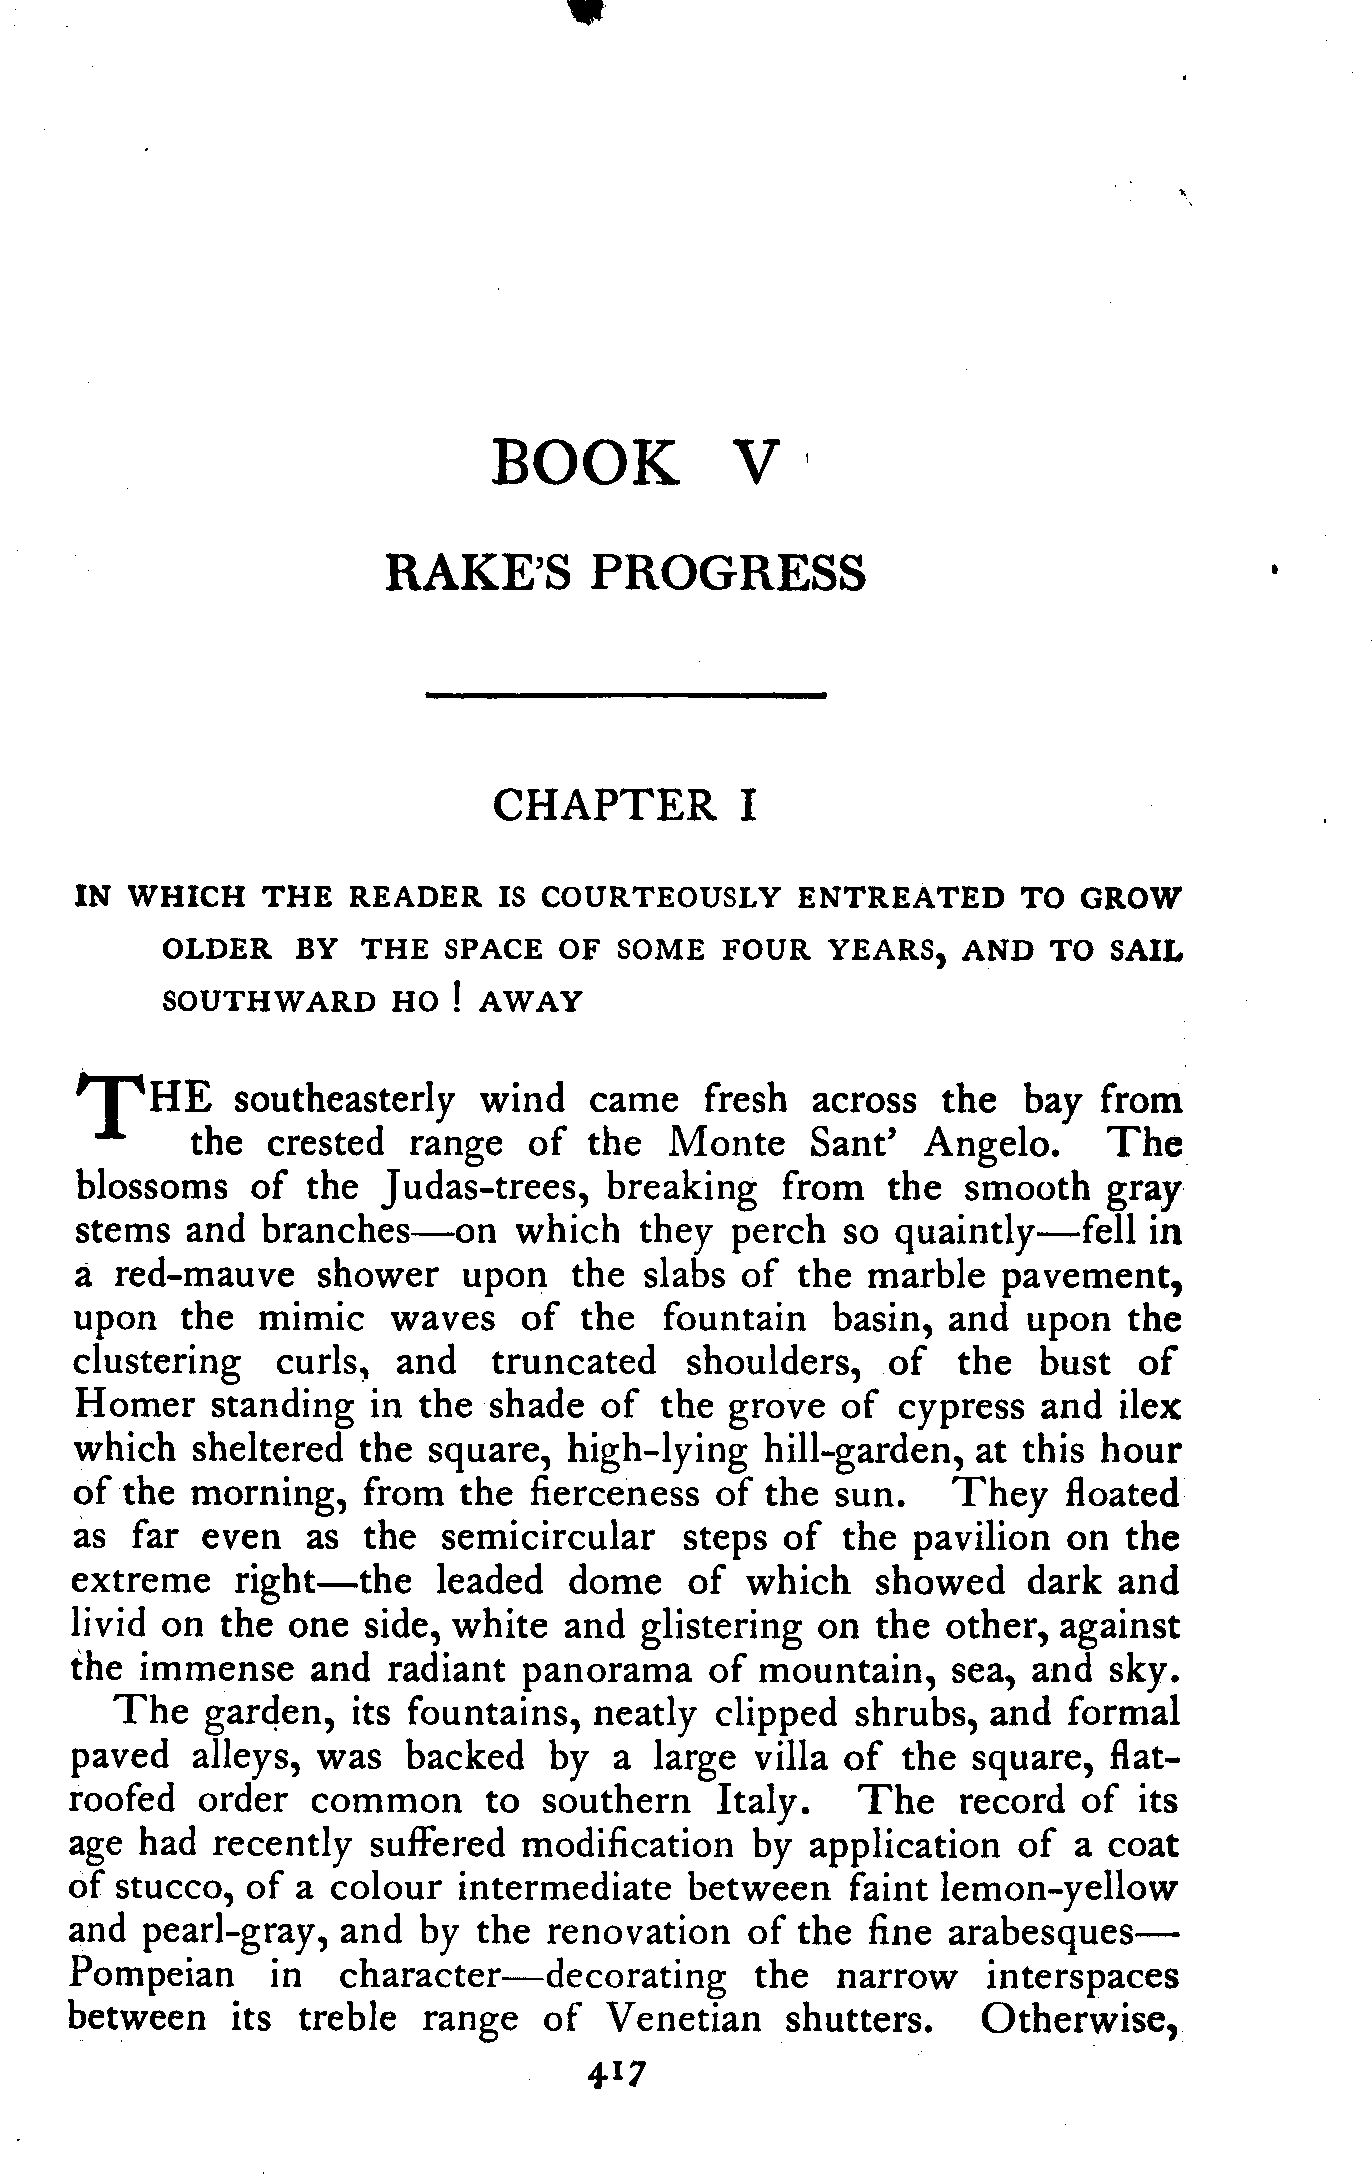 BOOK V
RAKE'S PROGRESS
CHAPTER I
IN WHICH THE READER IS COURTEOUSLY ENTREATED TO GROW
OLDER BY THE SPACE OF SOME FOUR YEARS, AND TO SAIL
SOUTHWARD HO! AWAY
THE southeasterly wind came fresh across the bay from
the crested range of the Monte Sant' Angelo. The
blossoms of the Judas-trees, breaking from the smooth gray
stems and branches—on which they perch so quaintly—fell in
a red-mauve shower upon the slabs of the marble pavement,
upon the mimic waves of the fountain basin, and upon the
clustering curls, and truncated shoulders, of the bust of
Homer standing in the shade of the grove of cypress and ilex
which sheltered the square, high-lying hill-garden, at this hour
of the morning, from the fierceness of the sun. They floated
as far even as the semicircular steps of the pavilion on the
extreme right—the leaded dome of which showed dark and
livid on the one side, white and glistering on the other, against
the immense and radiant panorama of mountain, sea, and sky.
The garden, its fountains, neatly clipped shrubs, and formal
paved alleys, was backed by a large villa of the square, flat-
roofed order common to southern Italy. The record of its
age had recently suffered modification by application of a coat
of stucco, of a colour intermediate between faint lemon-yellow
and pearl-gray, and by the renovation of the fine arabesques—
Pompeian in character—decorating the narrow interspaces
between its treble range of Venetian shutters. Otherwise,
417